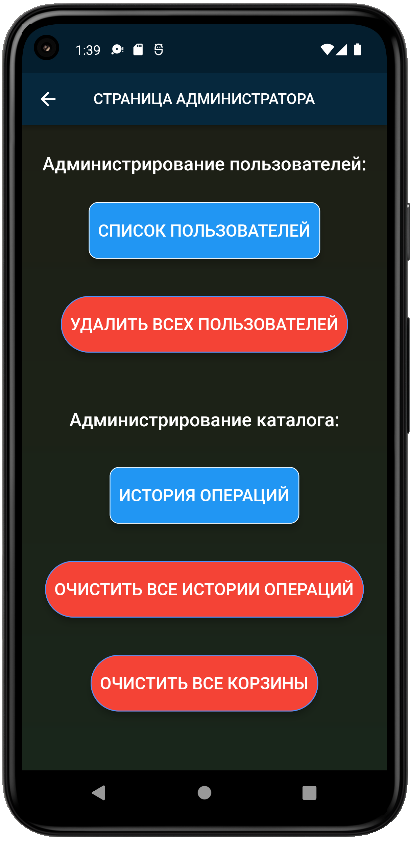 1:39
СТРАНИЦА АДМИНИСТРАТОРА
Администрирование пользователей:
СПИСОК ПОЛЬЗОВАТЕЛЕЙ
УДАЛИТЬ ВСЕХ ПОЛЬЗОВАТЕЛЕЙ
Администрирование каталога:
ИСТОРИЯ ОПЕРАЦИЙ
ОЧИСТИТЬ ВСЕ ИСТОРИИ ОПЕРАЦИЙ
ОЧИСТИТЬ ВСЕ КОРЗИНЫ